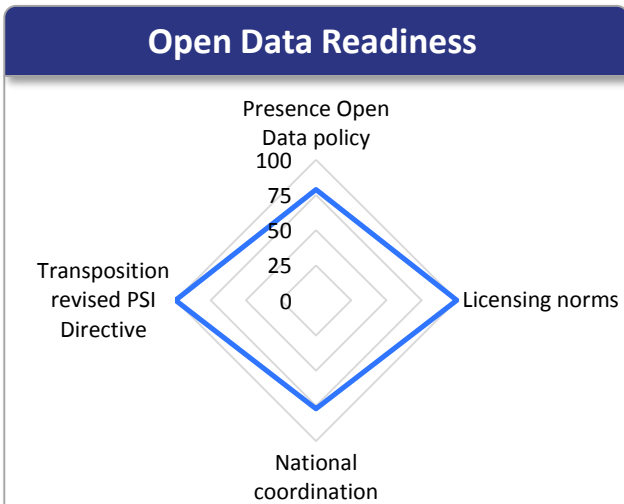 Open Data Readiness
Presence Open
Data policy
100
75
50
25
0
Transposition
revised PSI
Directive
Licensing norms
National
coordination